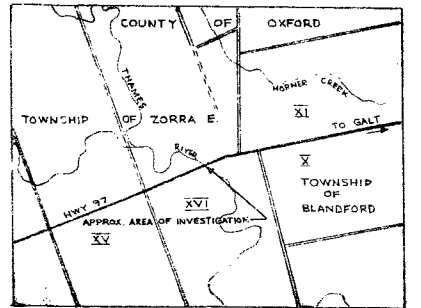 COUNTY OF OXFORD
THAMES
HOPNER CREEK
XI
TOWNSHIP OF ZORRA E.
TO GALT
RIVER
X
TOWNSHIP
OF
BLANDFORD
HWY 97
XVI
APPROX. AREA OF INVESTIGATION
XV